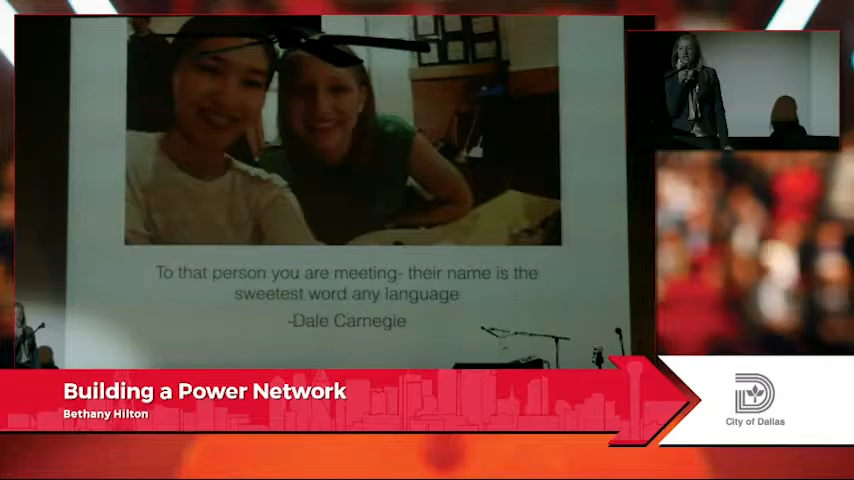 To that person you are meeting- their name is the
sweetest word any language
-Dale Carnegie
Building a Power Network
Bethany Hilton
City of Dallas